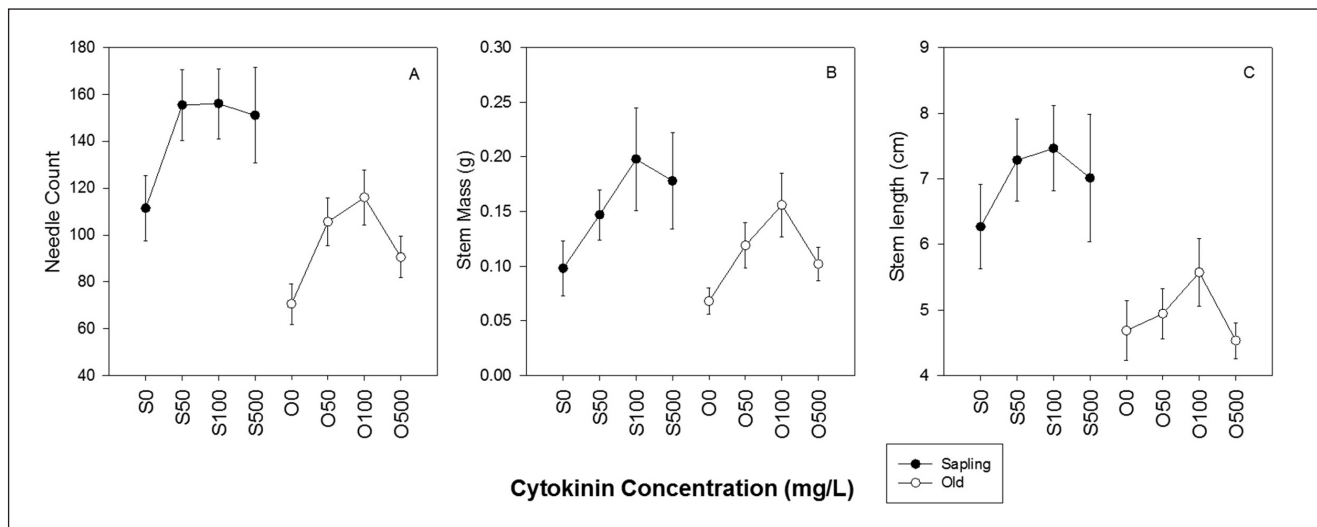 180
160
140
120
100
80
60
40
Needle Count
A
S0
S50
S100
S500
O0
O50
O100
O500
0.30
0.25
0.20
0.15
0.10
0.05
0.00
Stem Mass (g)
B
S0
S50
S100
S500
O0
O50
O100
O500
9
8
7
6
5
4
Stem length (cm)
C
S0
S50
S100
S500
O0
O50
O100
O500
Cytokinin Concentration (mg/L)
Sapling
Old